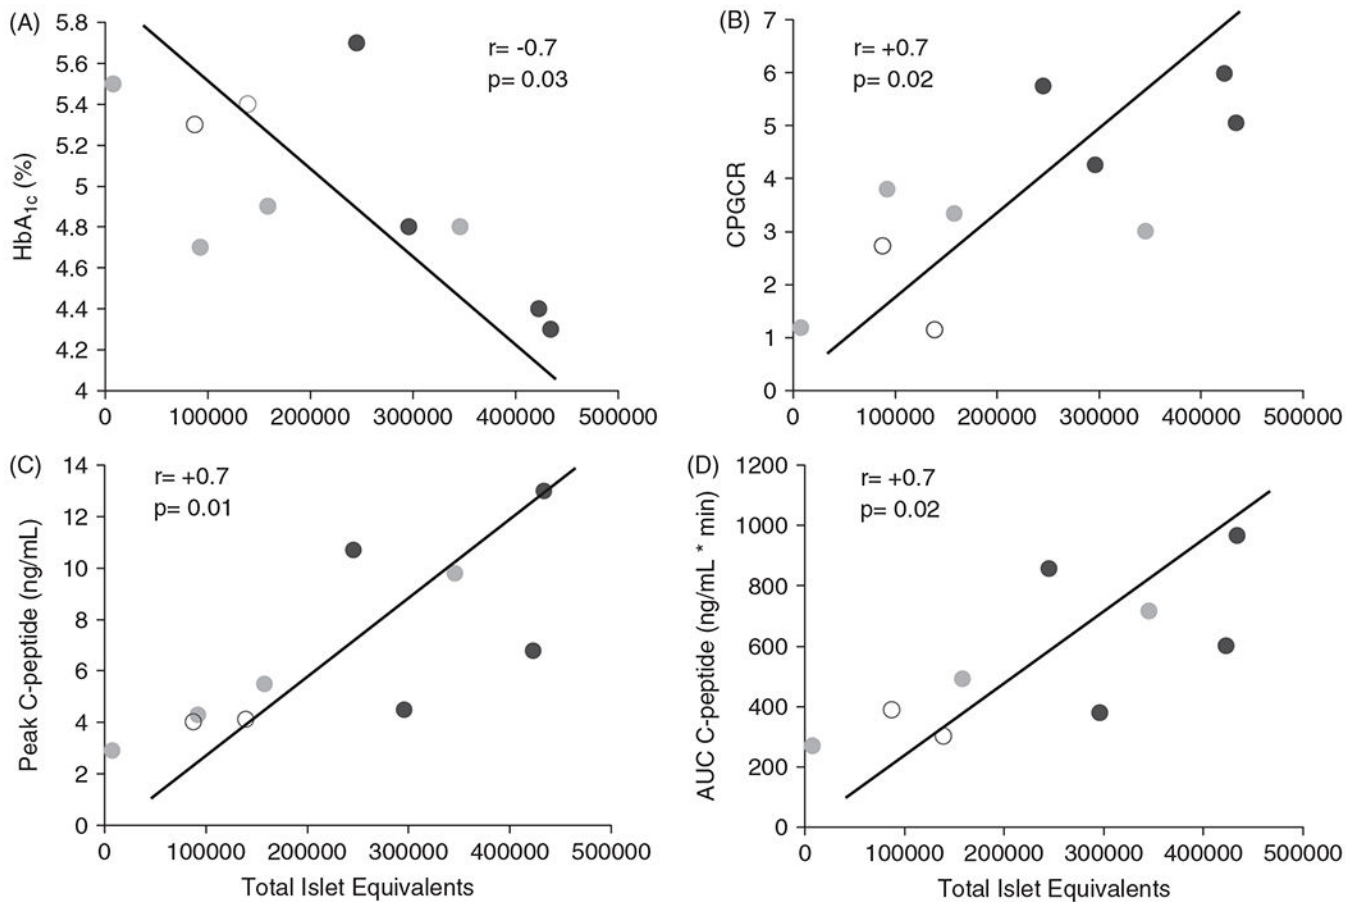 (A)
r= -0.7
p= 0.03
HbA1c (%)
5.8
5.6
5.4
5.2
5
4.8
4.6
4.4
4.2
4
0 100000 200000 300000 400000 500000
(B)
r= +0.7
p= 0.02
CPGCR
7
6
5
4
3
2
1
0
0 100000 200000 300000 400000 500000
(C)
r= +0.7
p= 0.01
Peak C-peptide (ng/mL)
14
12
10
8
6
4
2
0
0 100000 200000 300000 400000 500000
Total Islet Equivalents
(D)
r= +0.7
p= 0.02
AUC C-peptide (ng/mL * min)
1200
1000
800
600
400
200
0
0 100000 200000 300000 400000 500000
Total Islet Equivalents